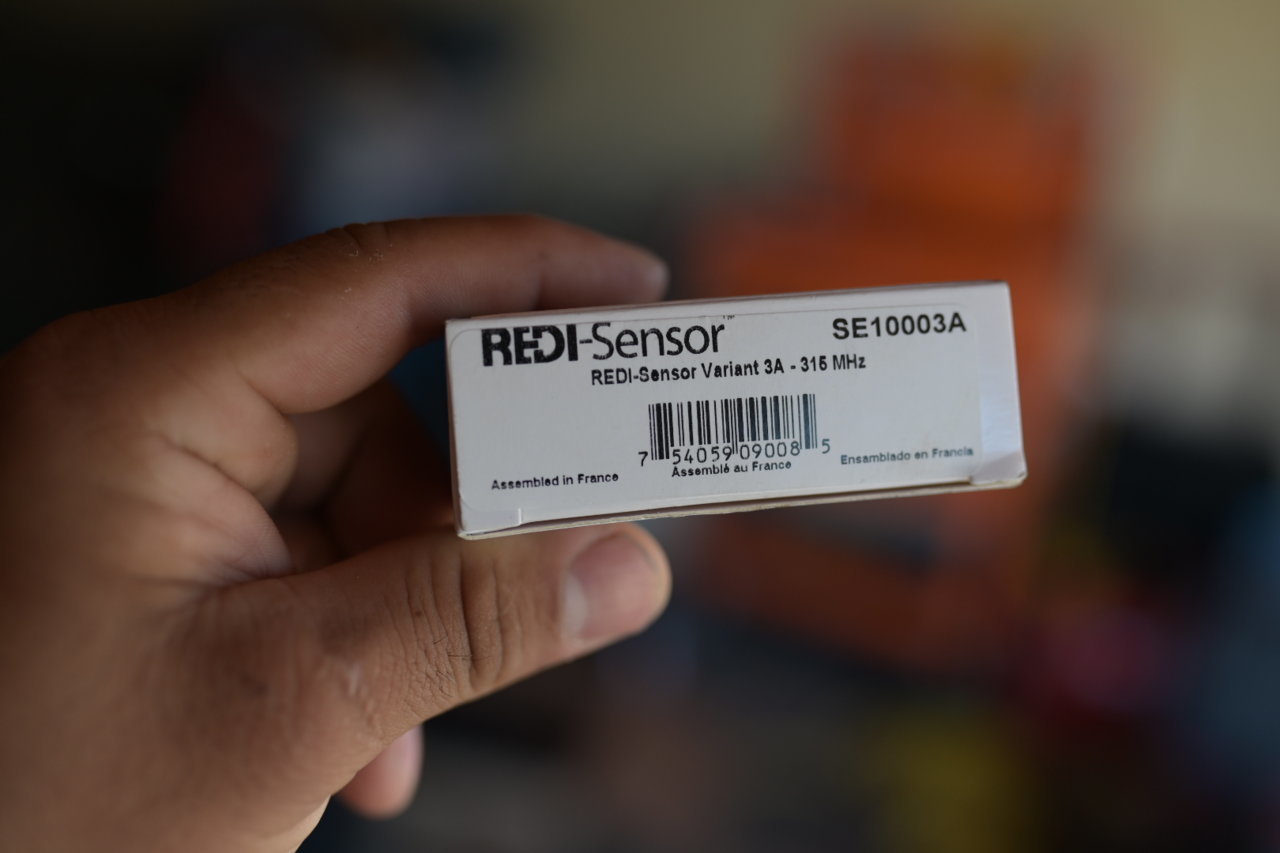 REDI-Sensor™ SE10003A
REDI-Sensor Variant 3A - 315 MHz
7 54059 09008 5
Assembled in France Assemblé au France Ensamblado en Francia